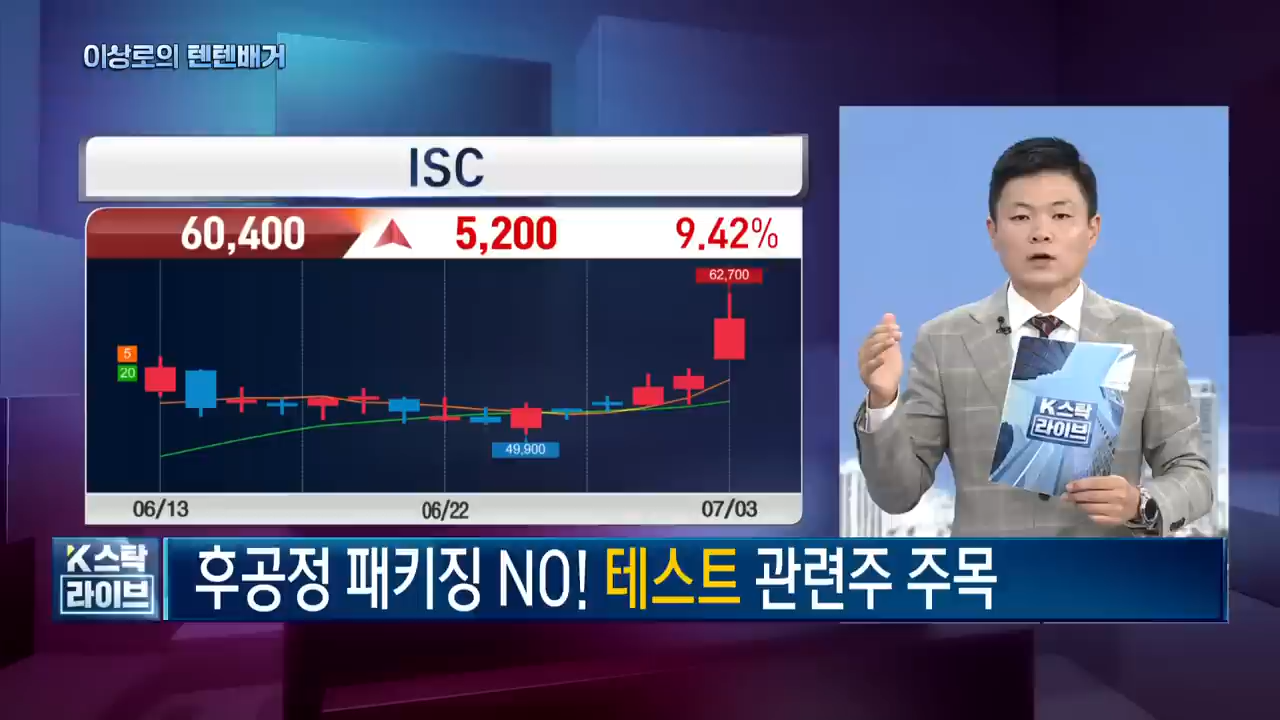 이상로의 텐텐배거
ISC
60,400 5,200 9.42%
62,700
5
20
49,900
06/13 06/22 07/03
K스탁
라이브
K스탁
라이브
후공정 패키징 NO! 테스트 관련주 주목